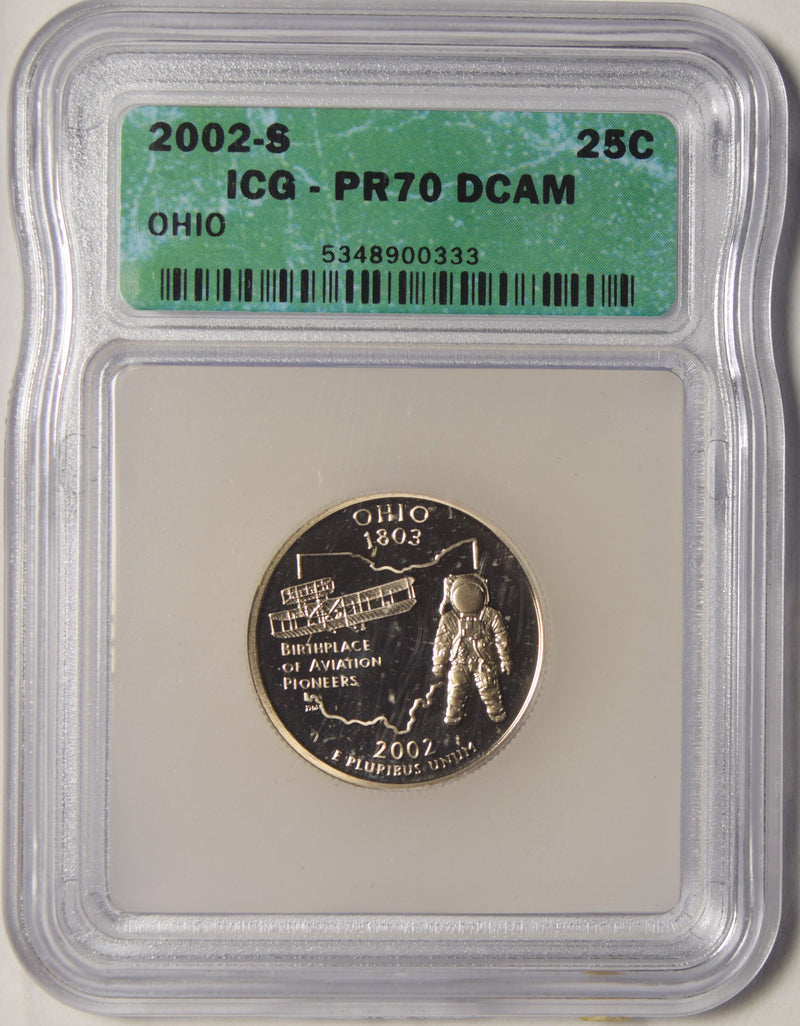 2002-S 25C
ICG - PR70 DCAM
OHIO
5348900333
OHIO
1803
BIRTHPLACE
OF AVIATION
PIONEERS
2002
E PLURIBUS UNUM